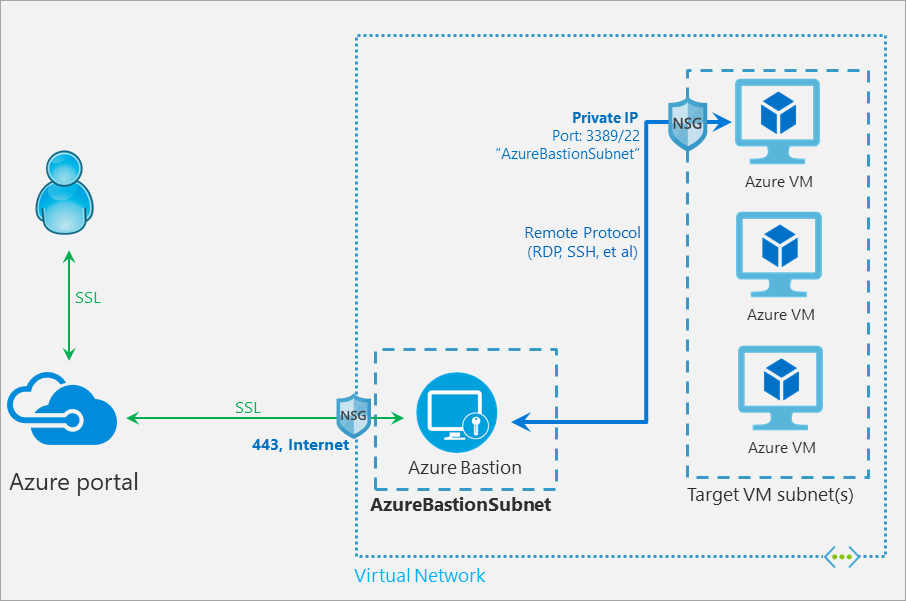 Private IP
Port: 3389/22
“AzureBastionSubnet”
NSG
Azure VM
Remote Protocol
(RDP, SSH, et al)
SSL
Azure VM
SSL
NSG
443, Internet
Azure VM
Azure Bastion
Azure portal
AzureBastionSubnet
Target VM subnet(s)
Virtual Network